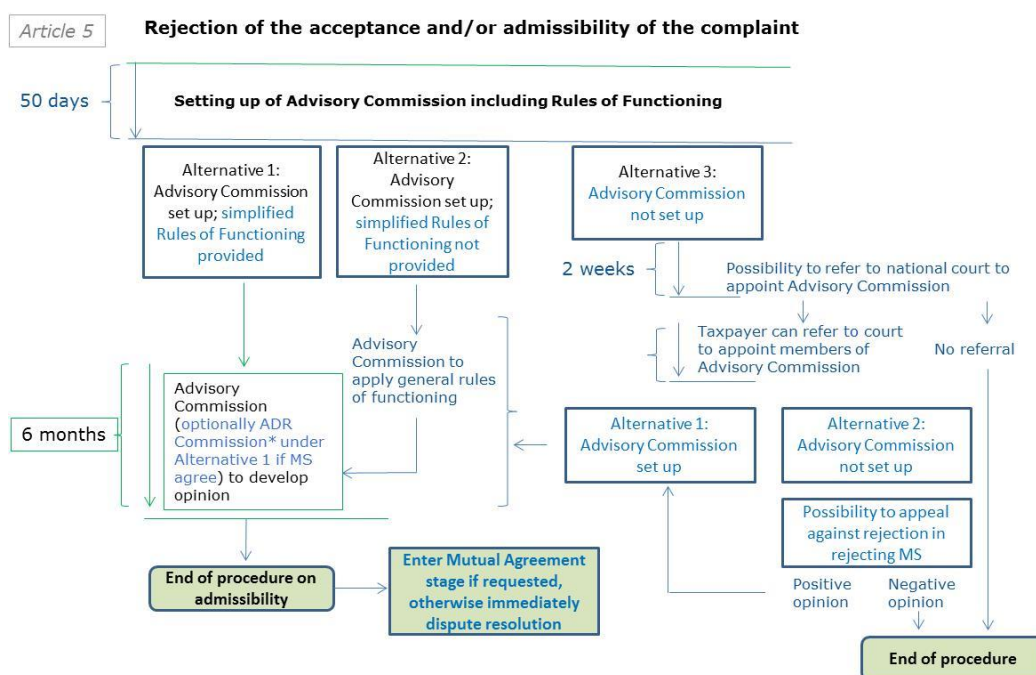 Article 5
Rejection of the acceptance and/or admissibility of the complaint
50 days
Setting up of Advisory Commission including Rules of Functioning
Alternative 1:
Advisory Commission
set up; simplified
Rules of Functioning
provided
Alternative 2:
Advisory
Commission set up;
simplified Rules of
Functioning not
provided
Alternative 3:
Advisory Commission
not set up
2 weeks
Possibility to refer to national court to
appoint Advisory Commission
Taxpayer can refer to court
to appoint members of
Advisory Commission
No referral
Advisory
Commission to
apply general rules
of functioning
6 months
Advisory
Commission
(optionally ADR
Commission* under
Alternative 1 if MS
agree) to develop
opinion
Alternative 1:
Advisory Commission
set up
Alternative 2:
Advisory Commission
not set up
Possibility to appeal
against rejection in
rejecting MS
Positive
opinion
Negative
opinion
End of procedure on
admissibility
Enter Mutual Agreement
stage if requested,
otherwise immediately
dispute resolution
End of procedure